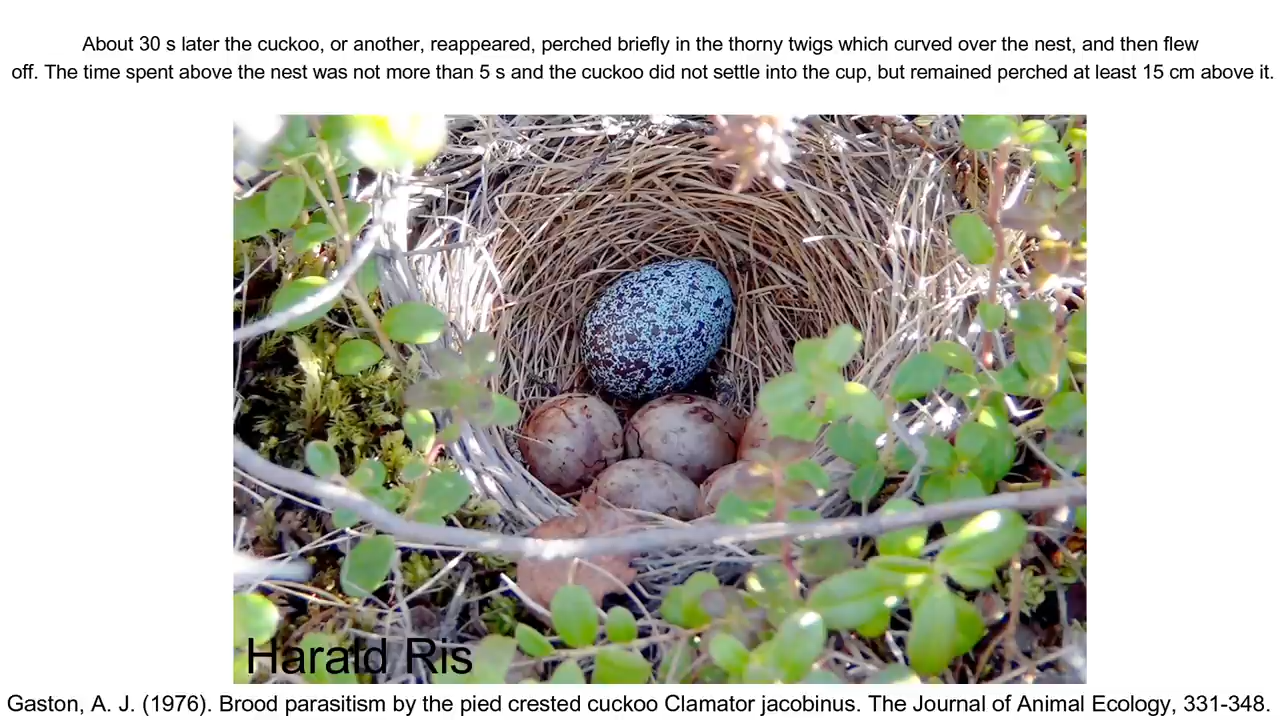 About 30 s later the cuckoo, or another, reappeared, perched briefly in the thorny twigs which curved over the nest, and then flew
off. The time spent above the nest was not more than 5 s and the cuckoo did not settle into the cup, but remained perched at least 15 cm above it.
Harald Ris
Gaston, A. J. (1976). Brood parasitism by the pied crested cuckoo Clamator jacobinus. The Journal of Animal Ecology, 331-348.